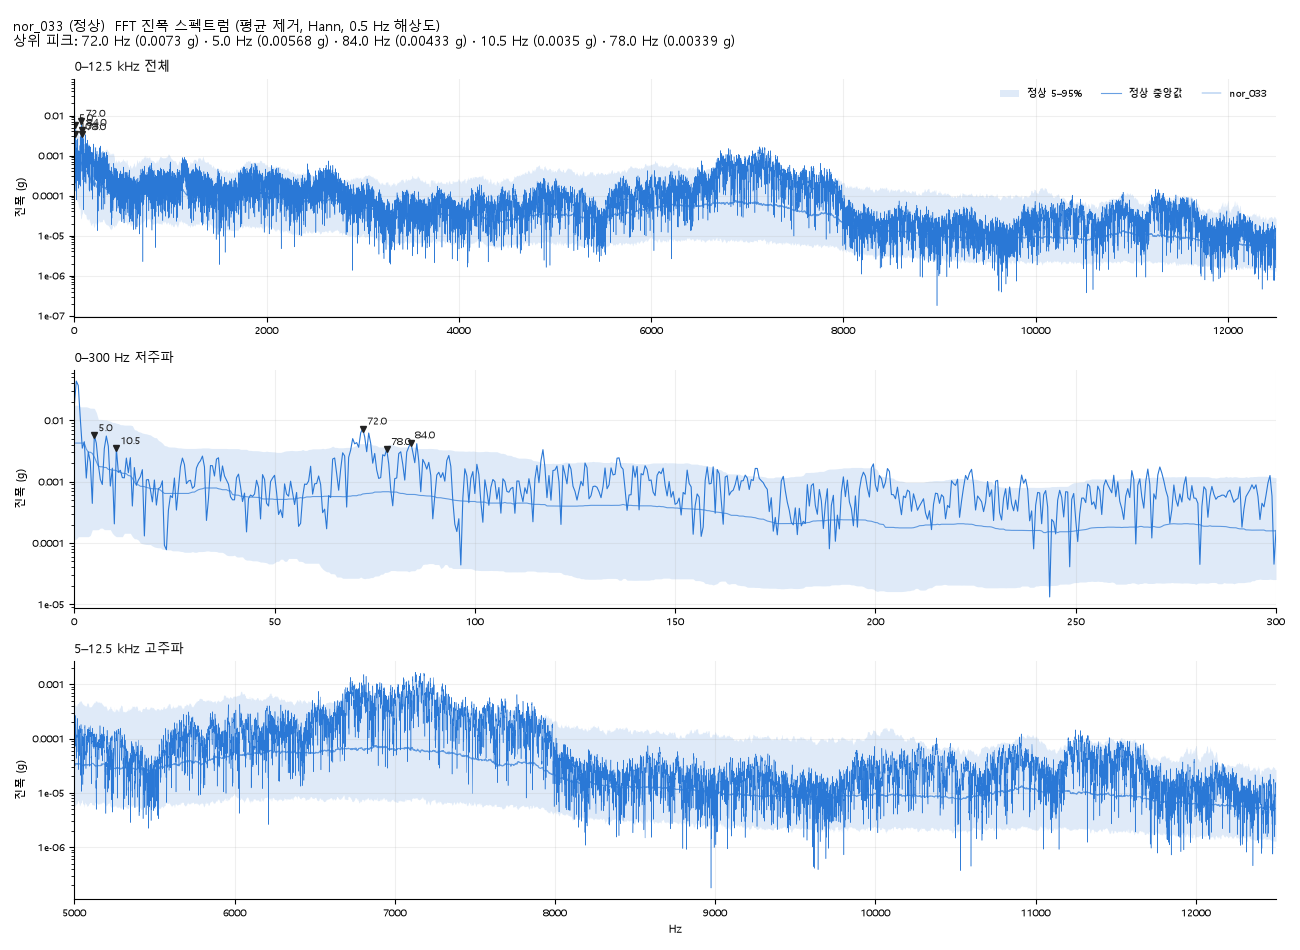 nor_033 (정상)  FFT 진폭 스펙트럼 (평균 제거, Hann, 0.5 Hz 해상도)
상위 피크: 72.0 Hz (0.0073 g) · 5.0 Hz (0.00568 g) · 84.0 Hz (0.00433 g) · 10.5 Hz (0.0035 g) · 78.0 Hz (0.00339 g)
0–12.5 kHz 전체
정상 5–95%
정상 중앙값
nor_033
72.0
0.01
0.001
0.0001
1e-05
1e-06
1e-07
진폭 (g)
0 2000 4000 6000 8000 10000 12000
0–300 Hz 저주파
5.0
10.5
72.0
78.0
84.0
0.01
0.001
0.0001
1e-05
진폭 (g)
0 50 100 150 200 250 300
5–12.5 kHz 고주파
0.001
0.0001
1e-05
1e-06
진폭 (g)
5000 6000 7000 8000 9000 10000 11000 12000
Hz